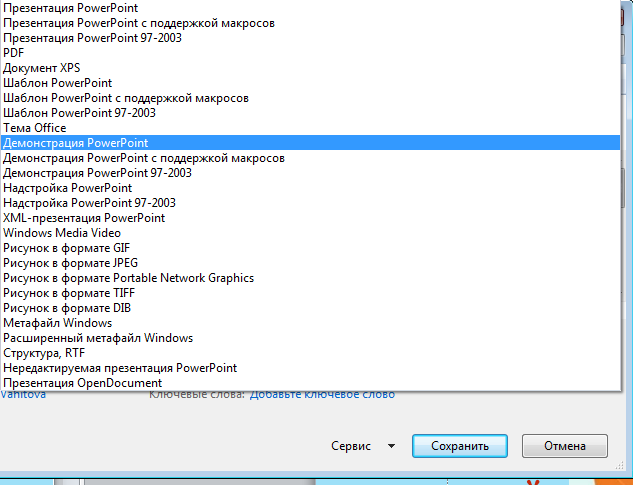 Презентация PowerPoint
Презентация PowerPoint с поддержкой макросов
Презентация PowerPoint 97-2003
PDF
Документ XPS
Шаблон PowerPoint
Шаблон PowerPoint с поддержкой макросов
Шаблон PowerPoint 97-2003
Тема Office
Демонстрация PowerPoint
Демонстрация PowerPoint с поддержкой макросов
Демонстрация PowerPoint 97-2003
Надстройка PowerPoint
Надстройка PowerPoint 97-2003
XML-презентация PowerPoint
Windows Media Video
Рисунок в формате GIF
Рисунок в формате JPEG
Рисунок в формате Portable Network Graphics
Рисунок в формате TIFF
Рисунок в формате DIB
Метафайл Windows
Расширенный метафайл Windows
Структура, RTF
Нередактируемая презентация PowerPoint
Презентация OpenDocument
Vahitova Ключевые слова: Добавьте ключевое слово
Сервис Сохранить Отмена